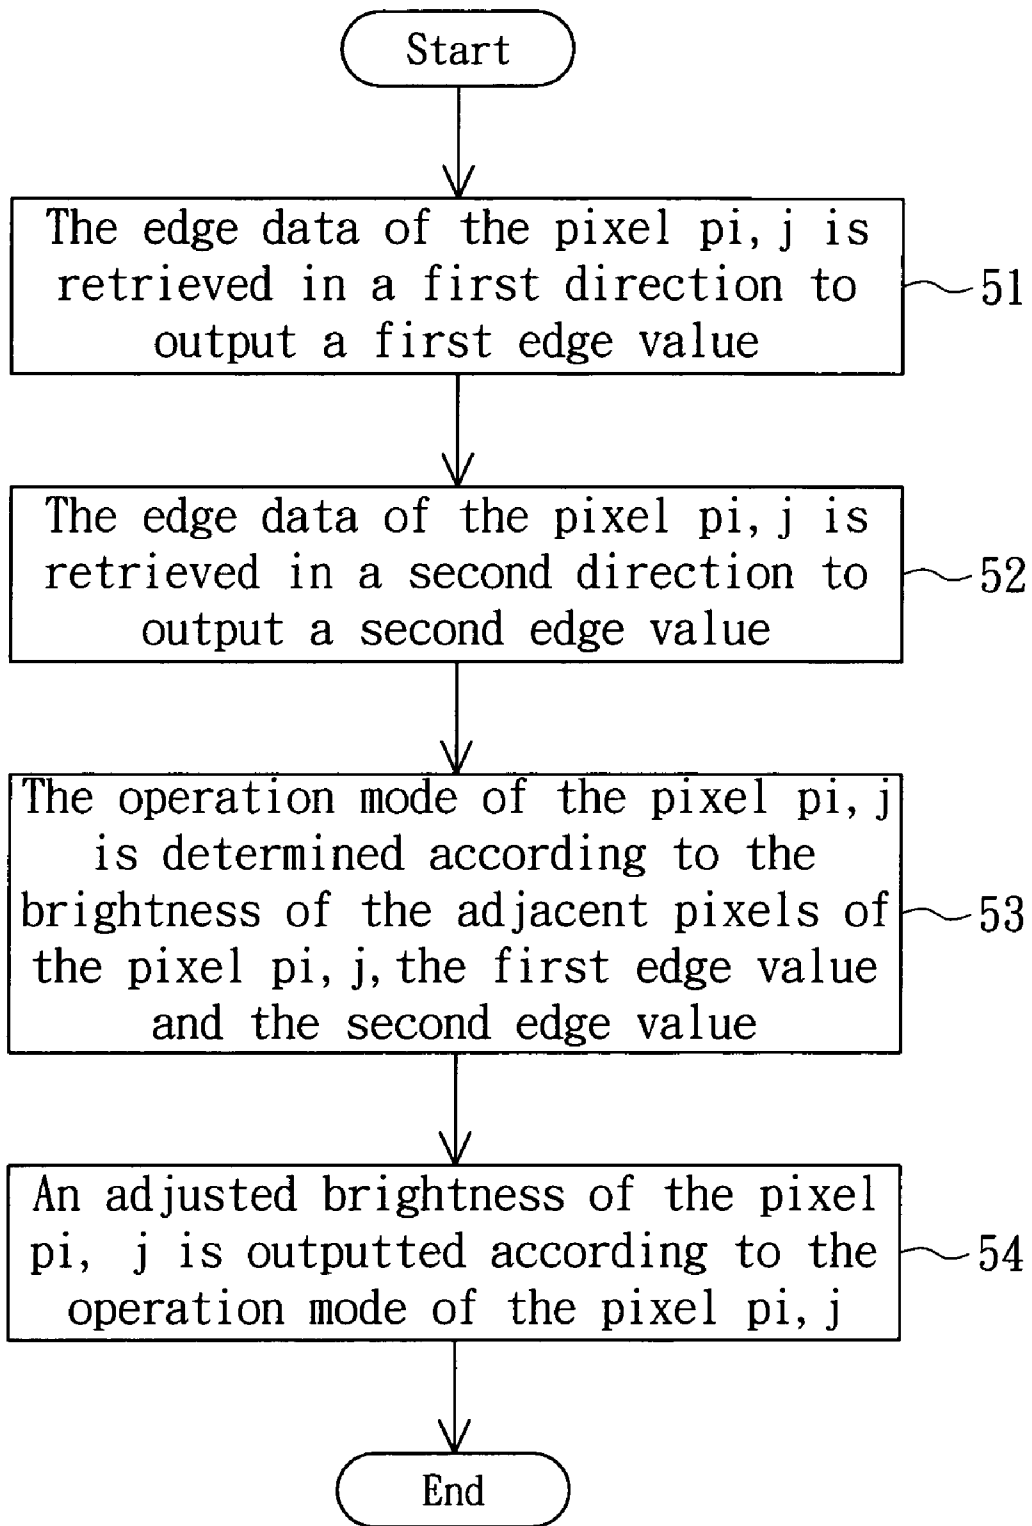 Start
The edge data of the pixel pi, j is
retrieved in a first direction to
output a first edge value
51
The edge data of the pixel pi, j is
retrieved in a second direction to
output a second edge value
52
The operation mode of the pixel pi, j
is determined according to the
brightness of the adjacent pixels of
the pixel pi, j, the first edge value
and the second edge value
53
An adjusted brightness of the pixel
pi, j is outputted according to the
operation mode of the pixel pi, j
54
End